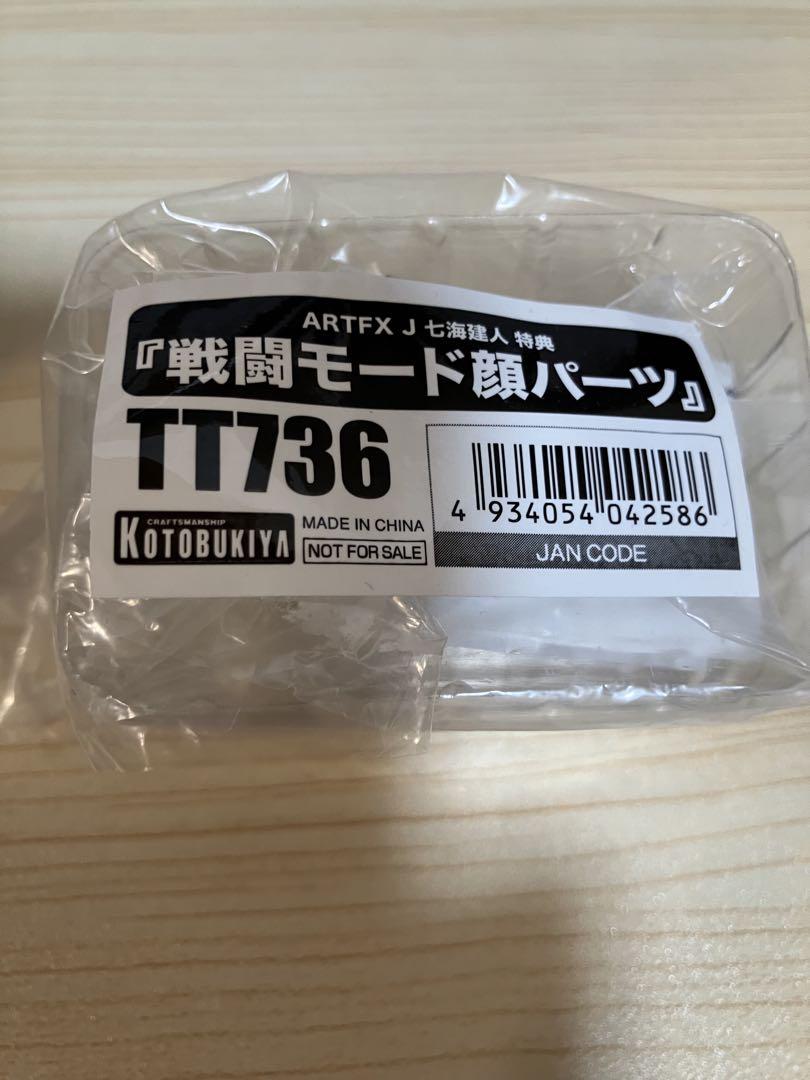 ARTFX J 七海建人 特典
『戦闘モード顔パーツ』
TT736
CRAFTSMANSHIP
KOTOBUKIYA
MADE IN CHINA
NOT FOR SALE
4 934054 042586
JAN CODE